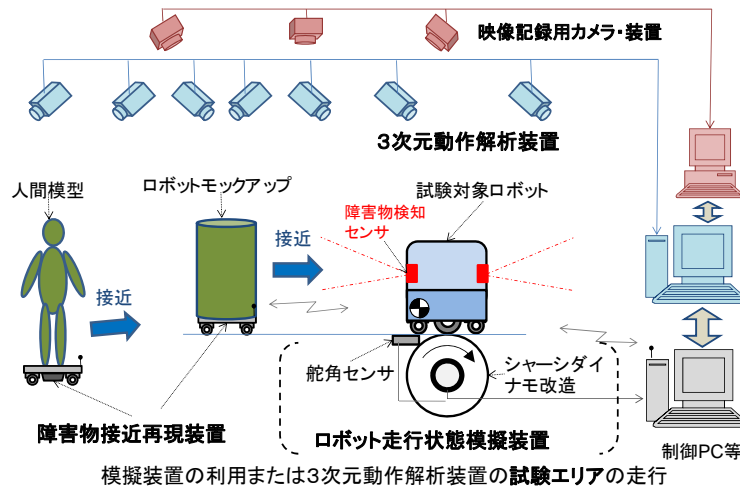 映像記録用カメラ・装置
3次元動作解析装置
人間模型
ロボットモックアップ
試験対象ロボット
障害物検知
センサ
接近
接近
舵角センサ
シャーシダイ
ナモ改造
障害物接近再現装置
ロボット走行状態模擬装置
制御PC等
模擬装置の利用または3次元動作解析装置の試験エリアの走行